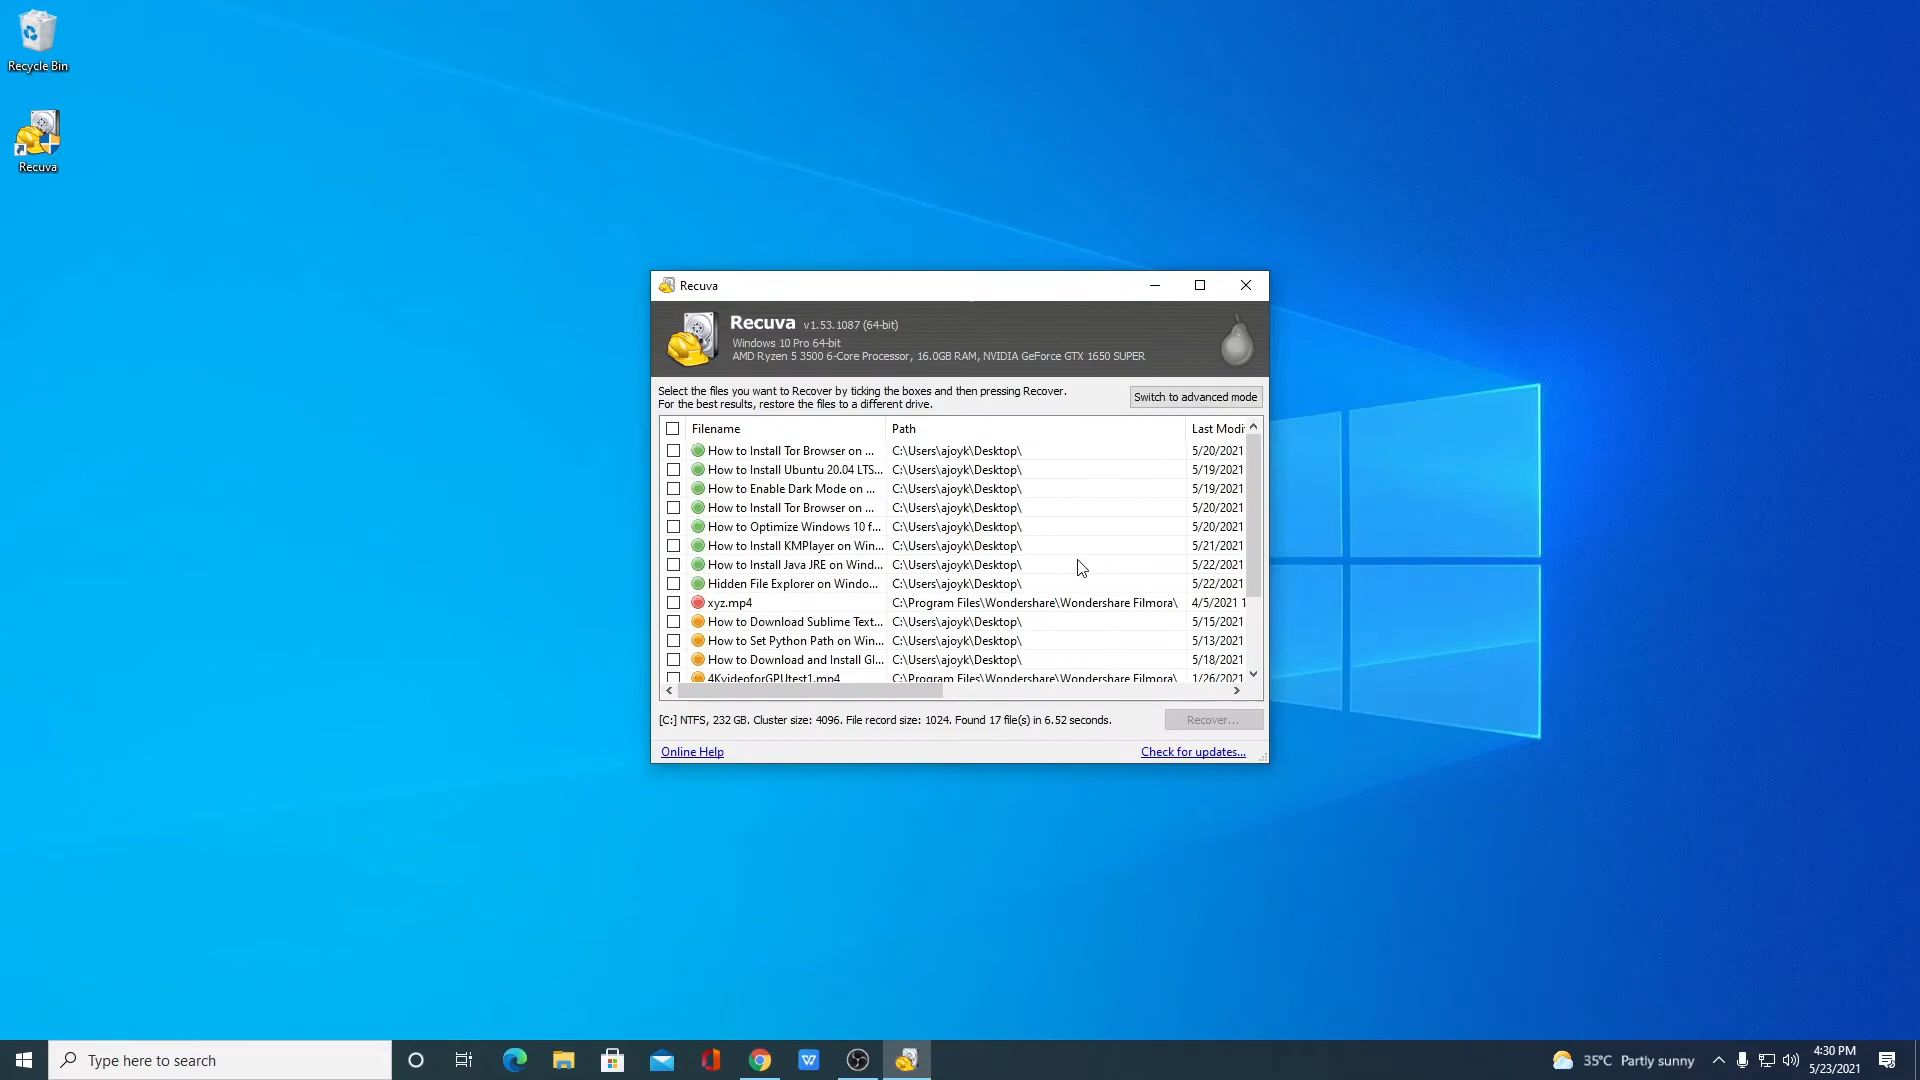 Recycle Bin
Recuva
Recuva
Recuva v1.53.1087 (64-bit)
Windows 10 Pro 64-bit
AMD Ryzen 5 3500 6-Core Processor, 16.0GB RAM, NVIDIA GeForce GTX 1650 SUPER
Select the files you want to Recover by ticking the boxes and then pressing Recover.
For the best results, restore the files to a different drive.
Switch to advanced mode
Filename Path Last Modi
How to Install Tor Browser on ... C:\Users\ajoyk\Desktop\ 5/20/2021
How to Install Ubuntu 20.04 LTS... C:\Users\ajoyk\Desktop\ 5/19/2021
How to Enable Dark Mode on ... C:\Users\ajoyk\Desktop\ 5/19/2021
How to Install Tor Browser on ... C:\Users\ajoyk\Desktop\ 5/20/2021
How to Optimize Windows 10 f... C:\Users\ajoyk\Desktop\ 5/20/2021
How to Install KMPlayer on Win... C:\Users\ajoyk\Desktop\ 5/21/2021
How to Install Java JRE on Wind... C:\Users\ajoyk\Desktop\ 5/22/2021
Hidden File Explorer on Windo... C:\Users\ajoyk\Desktop\ 5/22/2021
xyz.mp4 C:\Program Files\Wondershare\Wondershare Filmora\ 4/5/2021 1
How to Download Sublime Text... C:\Users\ajoyk\Desktop\ 5/15/2021
How to Set Python Path on Win... C:\Users\ajoyk\Desktop\ 5/13/2021
How to Download and Install GI... C:\Users\ajoyk\Desktop\ 5/18/2021
4KvideoforGPUtest1.mp4 C:\Program Files\Wondershare\Wondershare Filmora\ 1/26/2021
[C:] NTFS, 232 GB. Cluster size: 4096. File record size: 1024. Found 17 file(s) in 6.52 seconds.
Recover...
Online Help
Check for updates...
Type here to search
35°C Partly sunny
4:30 PM
5/23/2021